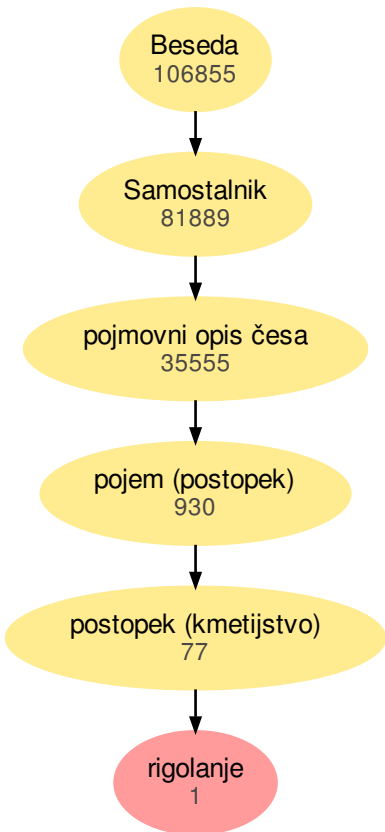 Beseda
106855
Samostalnik
81889
pojmovni opis česa
35555
pojem (postopek)
930
postopek (kmetijstvo)
77
rigolanje
1